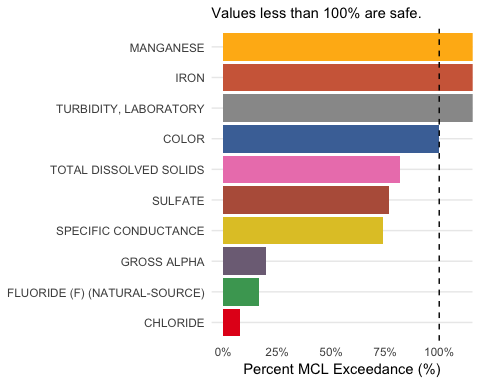 Values less than 100% are safe.
MANGANESE
IRON
TURBIDITY, LABORATORY
COLOR
TOTAL DISSOLVED SOLIDS
SULFATE
SPECIFIC CONDUCTANCE
GROSS ALPHA
FLUORIDE (F) (NATURAL-SOURCE)
CHLORIDE
0% 25% 50% 75% 100%
Percent MCL Exceedance (%)